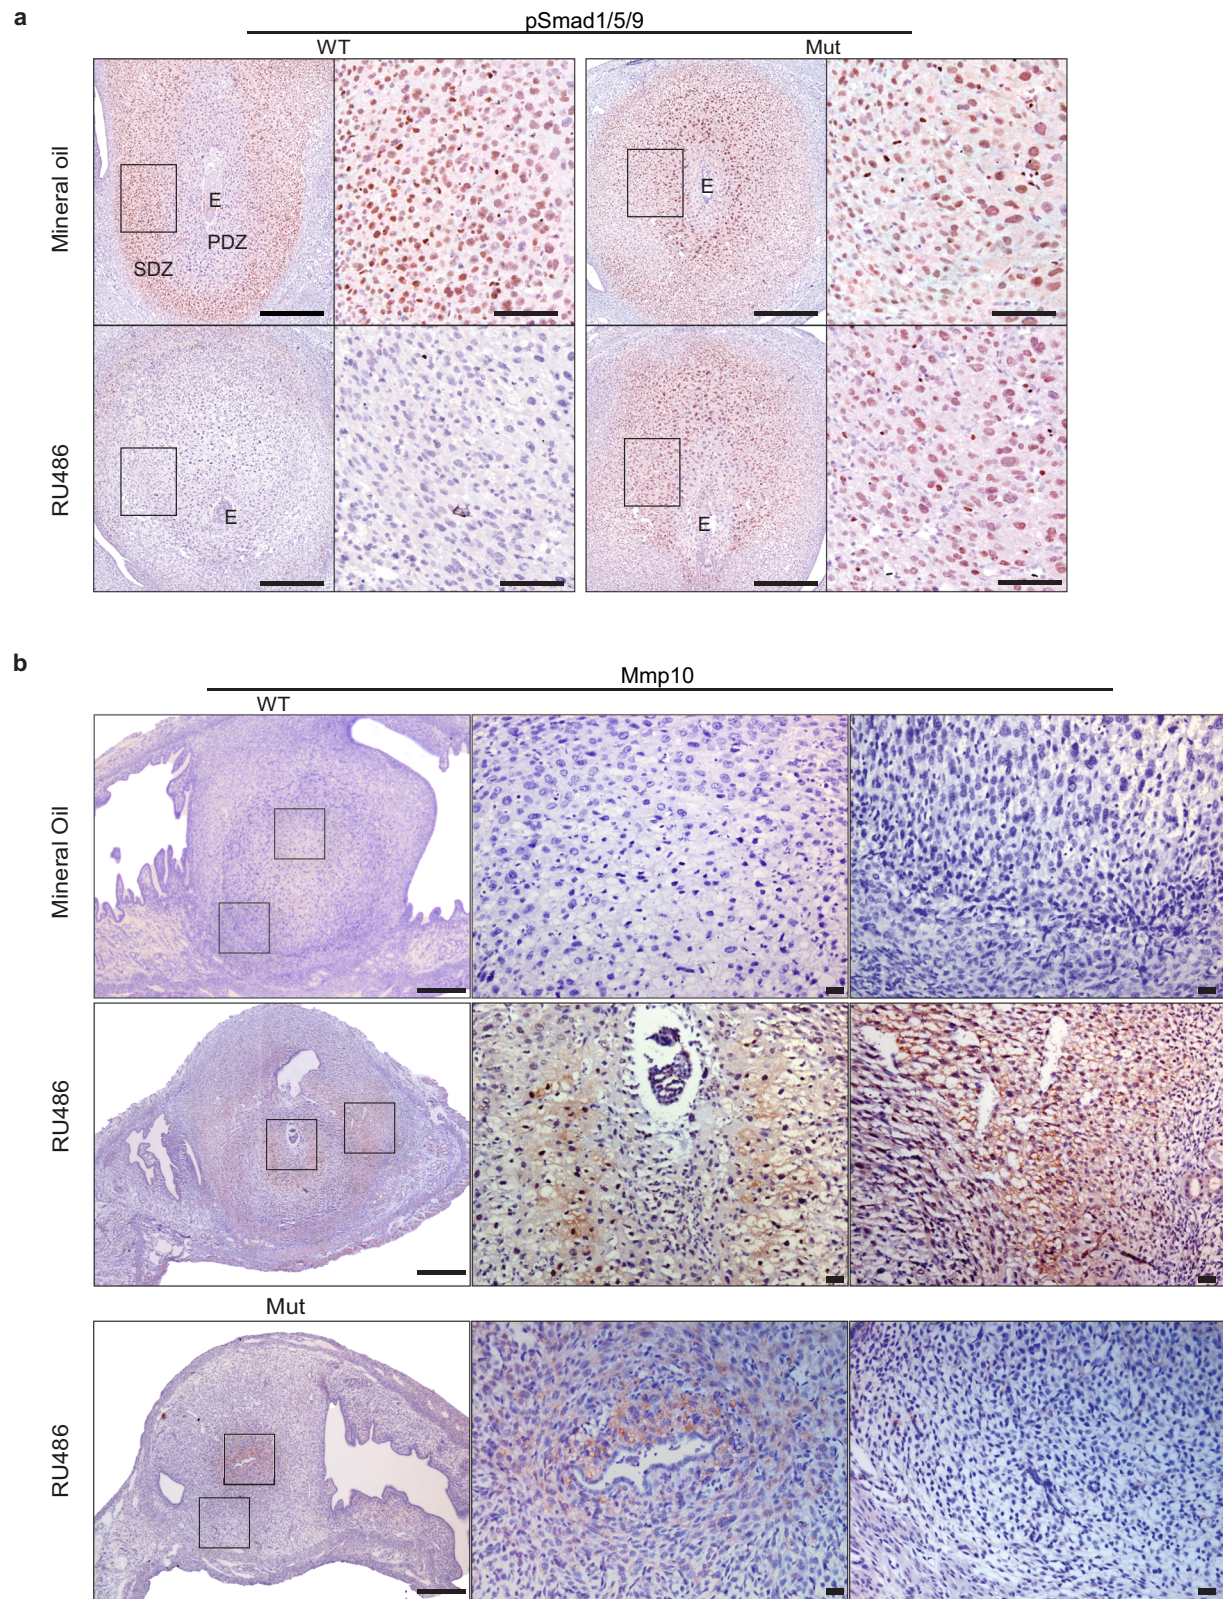 a
pSmad1/5/9
WT
Mut
Mineral oil
E
PDZ
SDZ
E
RU486
E
E
b
Mmp10
WT
Mineral Oil
RU486
Mut
RU486